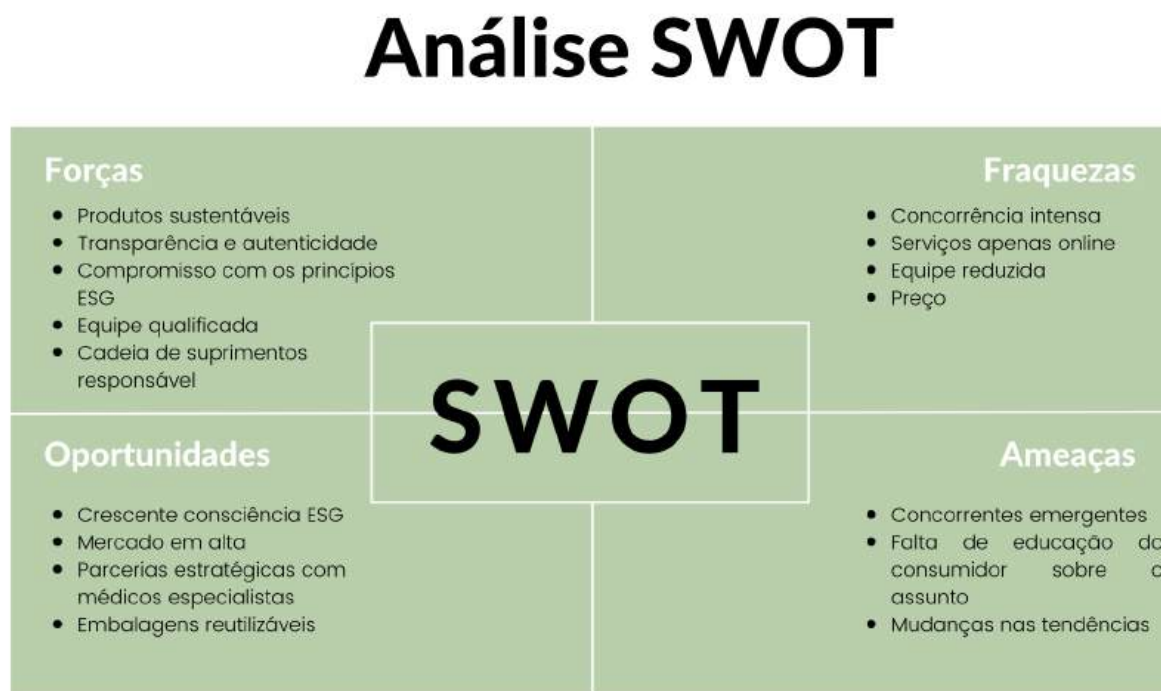 Análise SWOT
Forças
Produtos sustentáveis
Transparência e autenticidade
Compromisso com os princípios
ESG
Equipe qualificada
Cadeia de suprimentos
responsável
Fraquezas
Concorrência intensa
Serviços apenas online
Equipe reduzida
Preço
SWOT
Oportunidades
Crescente consciência ESG
Mercado em alta
Parcerias estratégicas com
médicos especialistas
Embalagens reutilizáveis
Ameaças
Concorrentes emergentes
Falta de educação
consumidor sobre
assunto
Mudanças nas tendências